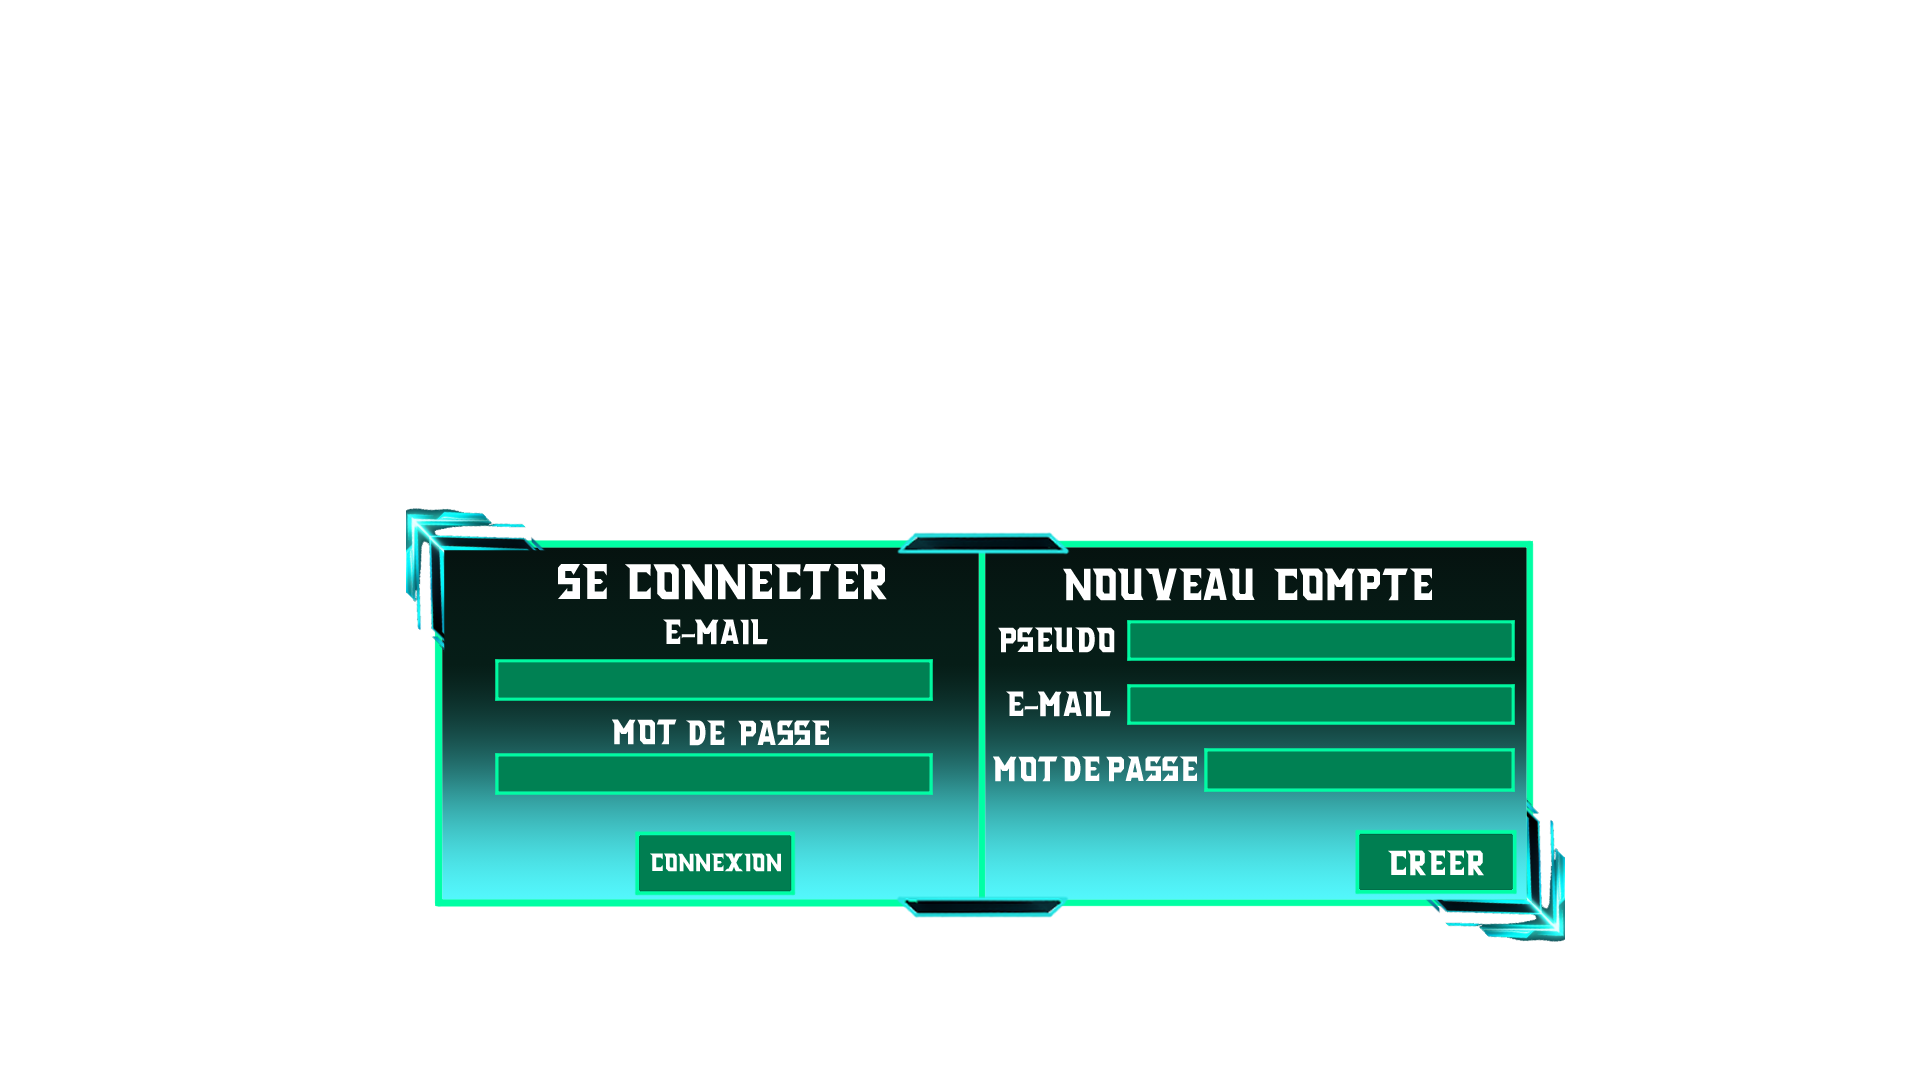 SE CONNECTER
E-MAIL
MOT DE PASSE
CONNEXION
NOUVEAU COMPTE
PSEUDO
E-MAIL
MOT DE PASSE
CREER